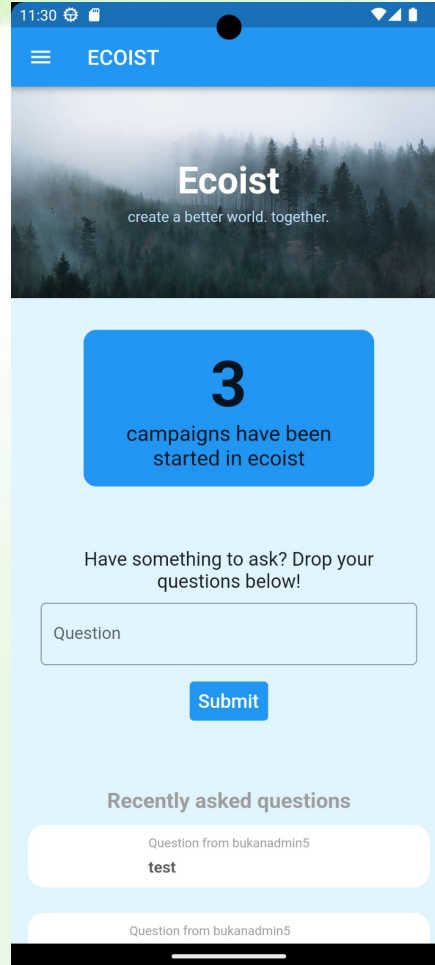 11:30
ECOIST
Ecoist
create a better world. together.
3
campaigns have been
started in ecoist
Have something to ask? Drop your
questions below!
Question
Submit
Recently asked questions
Question from bukanadmin5
test
Question from bukanadmin5